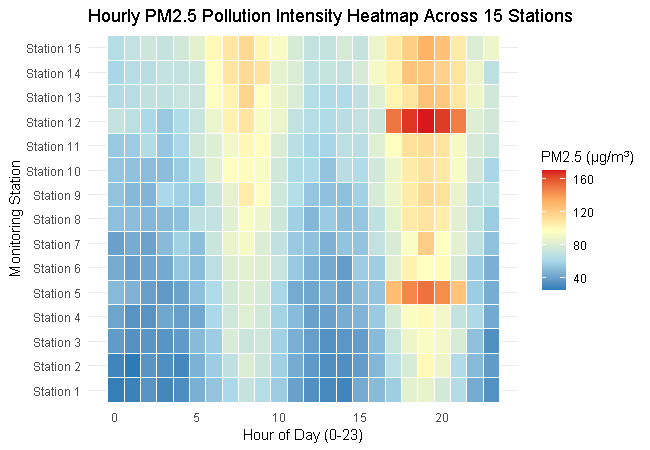 Hourly PM2.5 Pollution Intensity Heatmap Across 15 Stations
Monitoring Station
Station 15
Station 14
Station 13
Station 12
Station 11
Station 10
Station 9
Station 8
Station 7
Station 6
Station 5
Station 4
Station 3
Station 2
Station 1
0 5 10 15 20
Hour of Day (0-23)
PM2.5 (µg/m³)
160
120
80
40